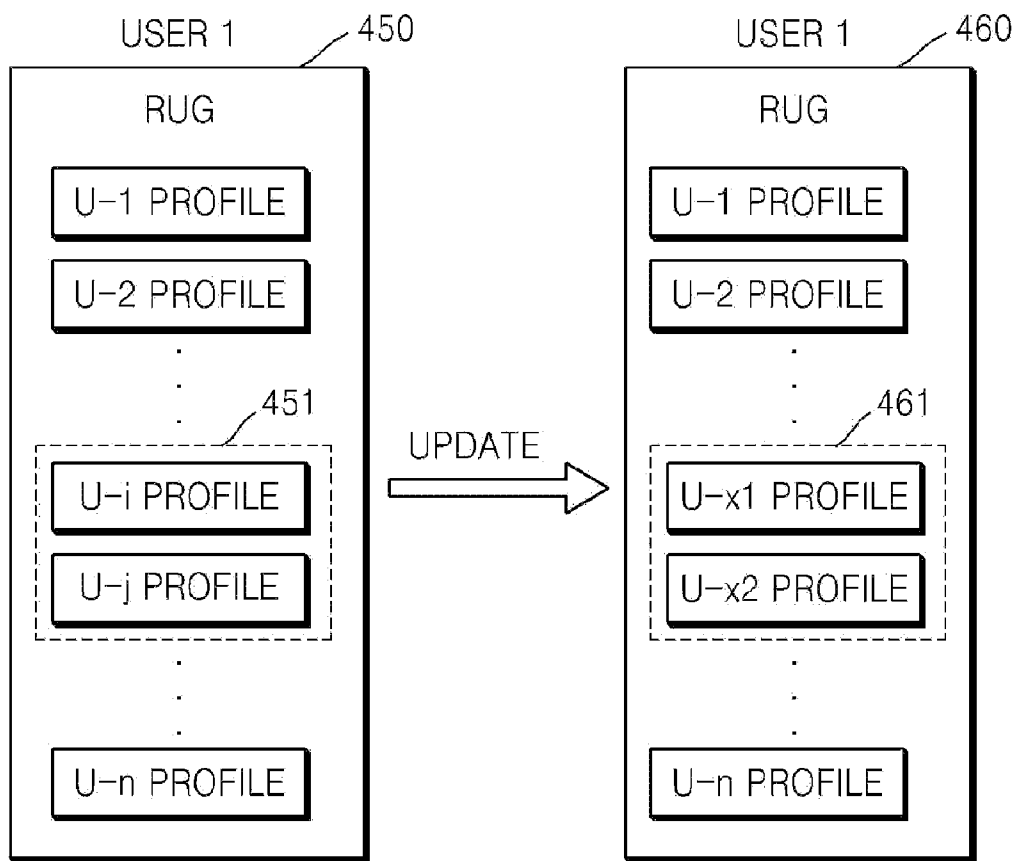 USER 1
450
RUG
U-1 PROFILE
U-2 PROFILE
451
U-i PROFILE
U-j PROFILE
U-n PROFILE
UPDATE
USER 1
460
RUG
U-1 PROFILE
U-2 PROFILE
461
U-x1 PROFILE
U-x2 PROFILE
U-n PROFILE